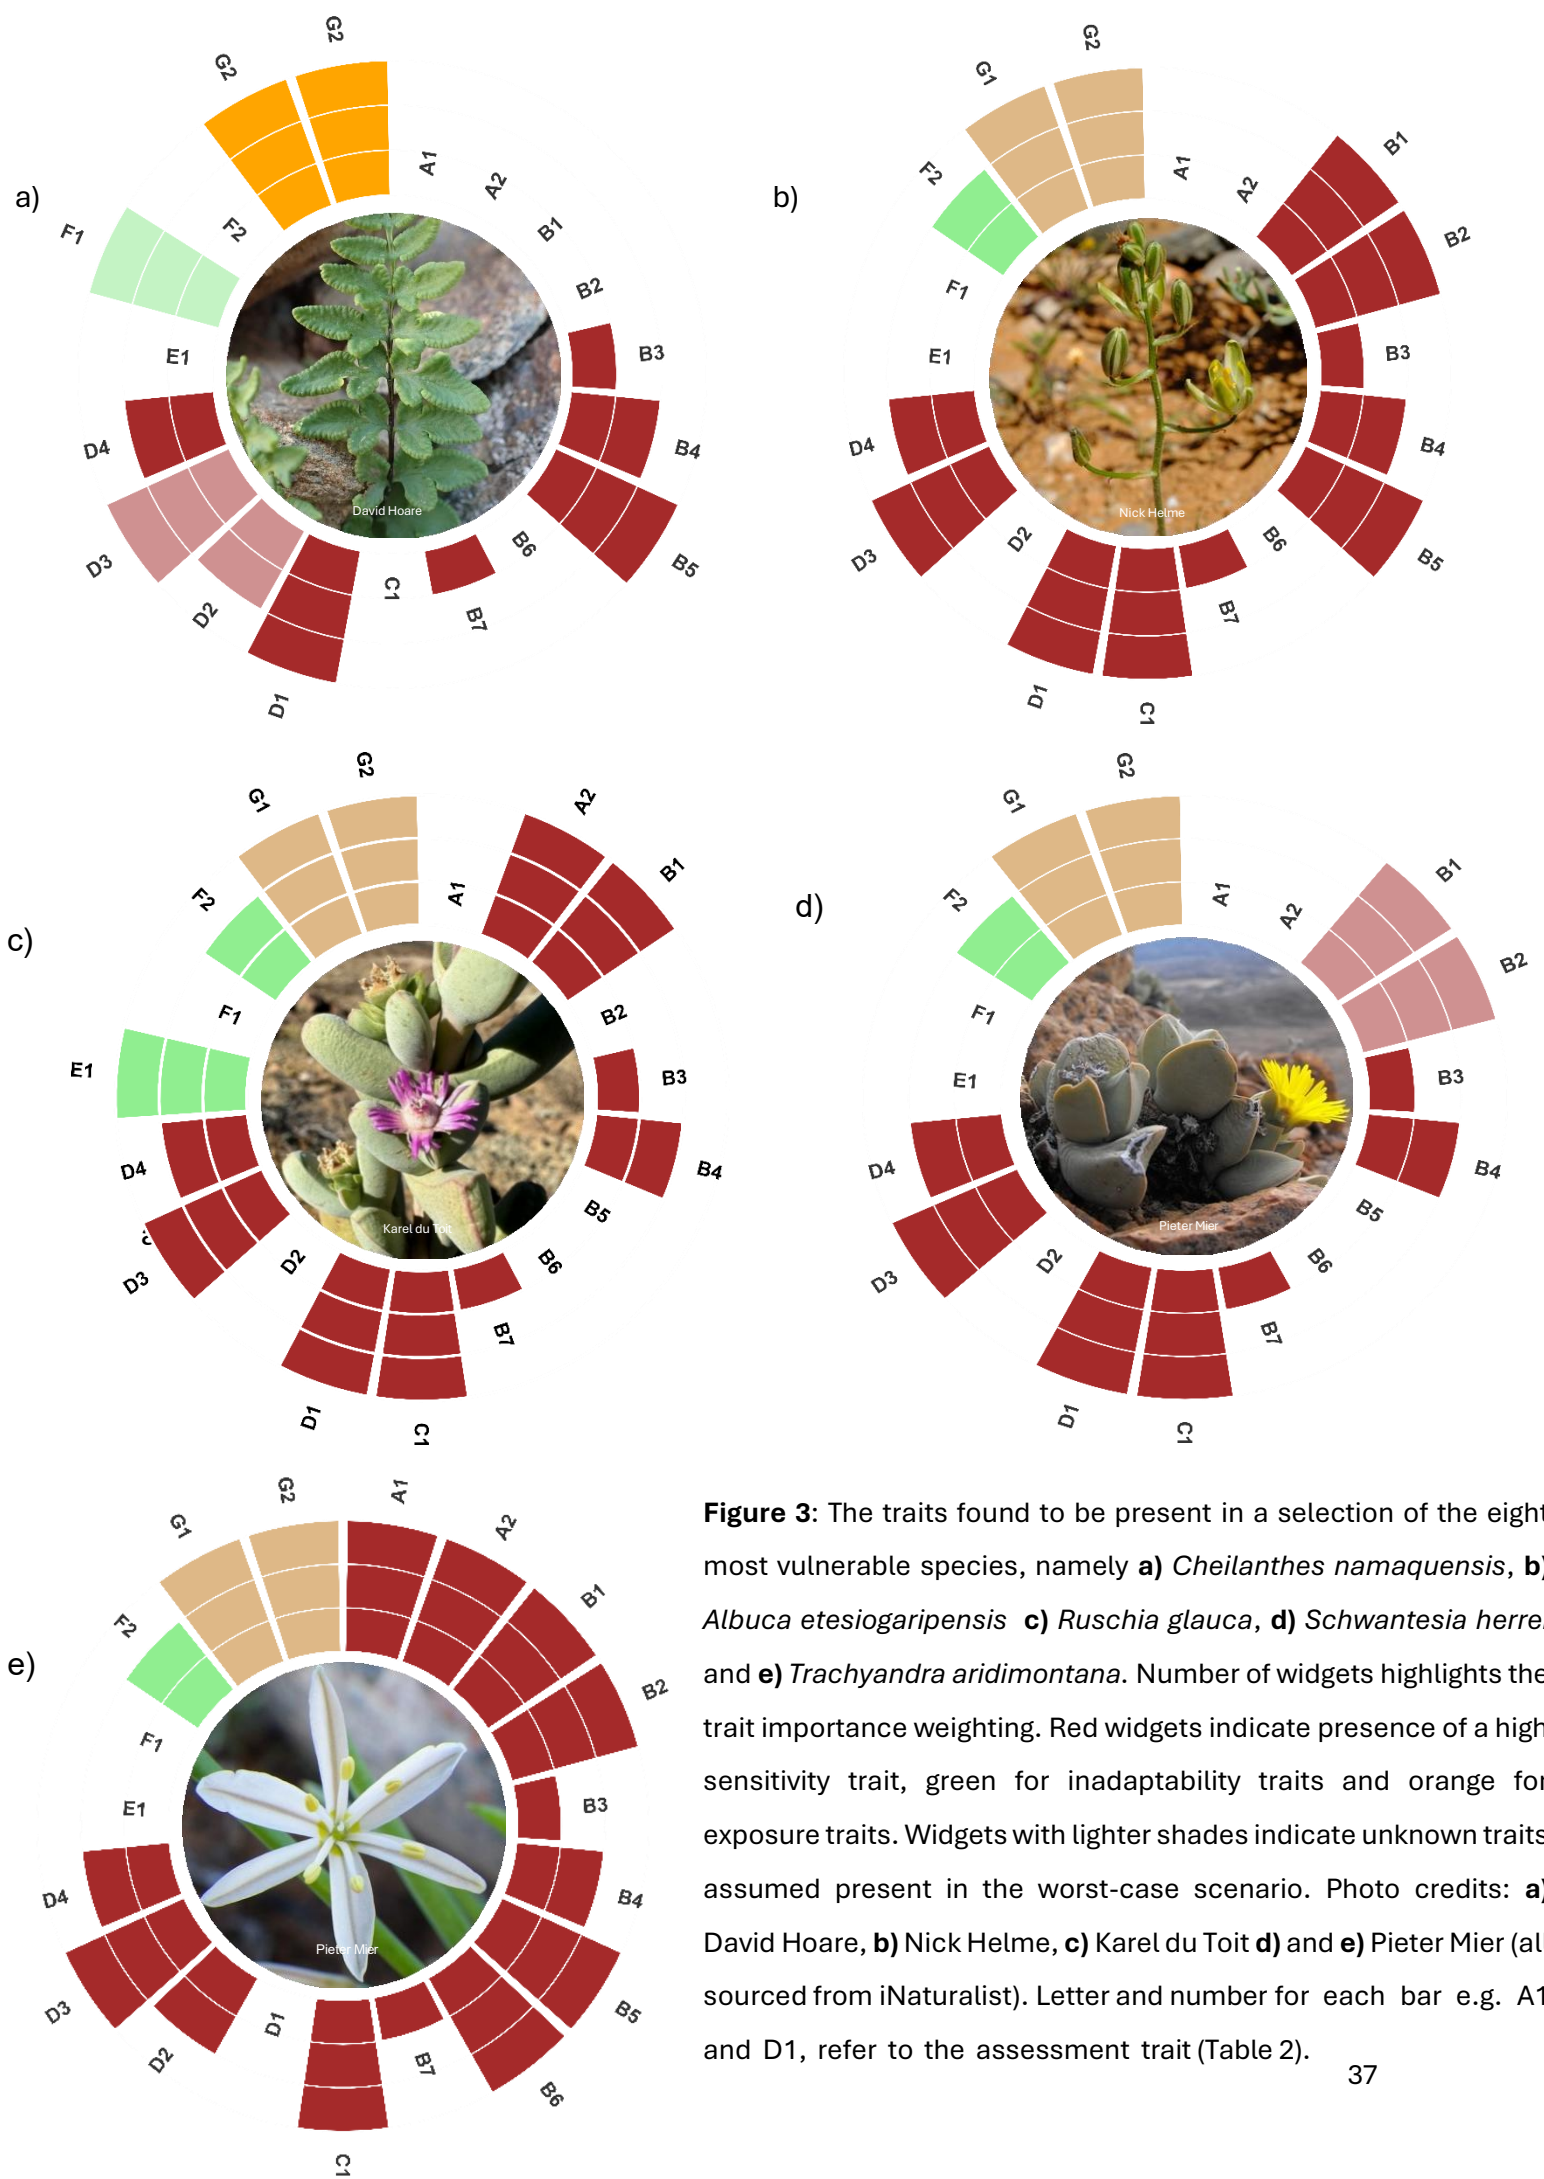 a)
G2
G2
A1
A2
B1
B2
B3
B4
B5
B6
B7
C1
D1
D2
D3
D4
E1
F1
F2
David Hoare
b)
G1
G2
A1
A2
B1
B2
B3
B4
B5
B6
B7
C1
D1
D2
D3
D4
E1
F1
F2
Nick Helme
c)
G1
G2
A1
A2
B1
B2
B3
B4
B5
B6
B7
C1
D1
D2
D3
D4
E1
F1
F2
Karel du Toit
d)
G1
G2
A1
A2
B1
B2
B3
B4
B5
B6
B7
C1
D1
D2
D3
D4
E1
F1
F2
Pieter Mier
e)
G1
G2
A1
A2
B1
B2
B3
B4
B5
B6
B7
C1
D1
D2
D3
D4
E1
F1
F2
Pieter Mier
Figure 3: The traits found to be present in a selection of the eight
most vulnerable species, namely a) Cheilanthes namaquensis, b)
Albuca etesiogaripensis c) Ruschia glauca, d) Schwantesia herrei
and e) Trachyandra aridimontana. Number of widgets highlights the
trait importance weighting. Red widgets indicate presence of a high
sensitivity trait, green for inadaptability traits and orange for
exposure traits. Widgets with lighter shades indicate unknown traits
assumed present in the worst-case scenario. Photo credits: a)
David Hoare, b) Nick Helme, c) Karel du Toit d) and e) Pieter Mier (all
sourced from iNaturalist). Letter and number for each bar e.g. A1
and D1, refer to the assessment trait (Table 2).
37